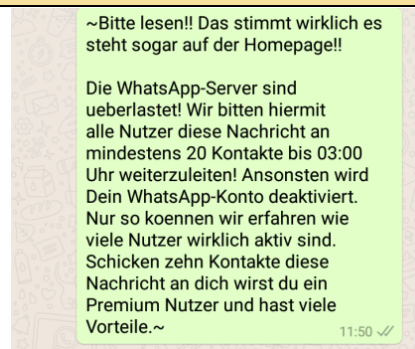 ~Bitte lesen!! Das stimmt wirklich es
steht sogar auf der Homepage!!
Die WhatsApp-Server sind
ueberlastet! Wir bitten hiermit
alle Nutzer diese Nachricht an
mindestens 20 Kontakte bis 03:00
Uhr weiterzuleiten! Ansonsten wird
Dein WhatsApp-Konto deaktiviert.
Nur so koennen wir erfahren wie
viele Nutzer wirklich aktiv sind.
Schicken zehn Kontakte diese
Nachricht an dich wirst du ein
Premium Nutzer und hast viele
Vorteile.~
11:50